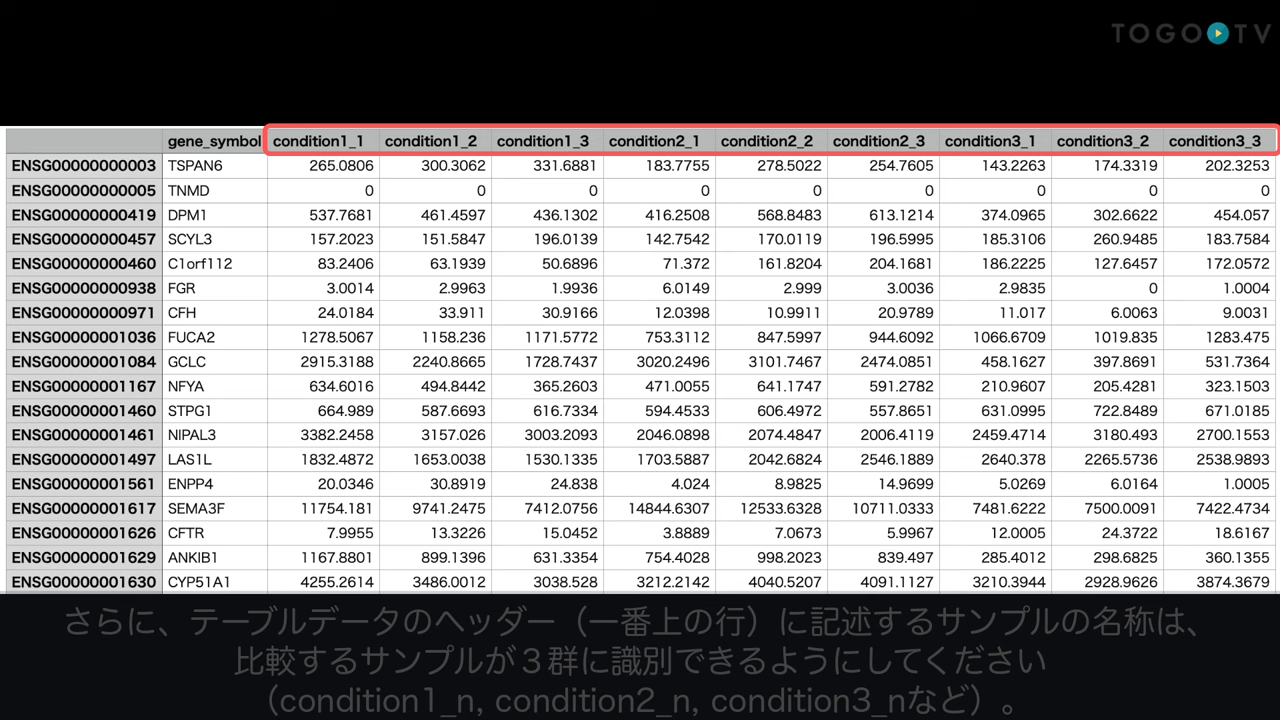 TOGO TV
gene_symbol condition1_1 condition1_2 condition1_3 condition2_1 condition2_2 condition2_3 condition3_1 condition3_2 condition3_3
ENSG00000000003 TSPAN6 265.0806 300.3062 331.6881 183.7755 278.5022 254.7605 143.2263 174.3319 202.3253
ENSG00000000005 TNMD 0 0 0 0 0 0 0 0 0
ENSG00000000419 DPM1 537.7681 461.4597 436.1302 416.2508 568.8483 613.1214 374.0965 302.6622 454.057
ENSG00000000457 SCYL3 157.2023 151.5847 196.0139 142.7542 170.0119 196.5995 185.3106 260.9485 183.7584
ENSG00000000460 C1orf112 83.2406 63.1939 50.6896 71.372 161.8204 204.1681 186.2225 127.6457 172.0572
ENSG00000000938 FGR 3.0014 2.9963 1.9936 6.0149 2.999 3.0036 2.9835 0 1.0004
ENSG00000000971 CFH 24.0184 33.911 30.9166 12.0398 10.9911 20.9789 11.017 6.0063 9.0031
ENSG00000001036 FUCA2 1278.5067 1158.236 1171.5772 753.3112 847.5997 944.6092 1066.6709 1019.835 1283.475
ENSG00000001084 GCLC 2915.3188 2240.8665 1728.7437 3020.2496 3101.7467 2474.0851 458.1627 397.8691 531.7364
ENSG00000001167 NFYA 634.6016 494.8442 365.2603 471.0055 641.1747 591.2782 210.9607 205.4281 323.1503
ENSG00000001460 STPG1 664.989 587.6693 616.7334 594.4533 606.4972 557.8651 631.0995 722.8489 671.0185
ENSG00000001461 NIPAL3 3382.2458 3157.026 3003.2093 2046.0898 2074.4847 2006.4119 2459.4714 3180.493 2700.1553
ENSG00000001497 LAS1L 1832.4872 1653.0038 1530.1335 1703.5887 2042.6824 2546.1889 2640.378 2265.5736 2538.9893
ENSG00000001561 ENPP4 20.0346 30.8919 24.838 4.024 8.9825 14.9699 5.0269 6.0164 1.0005
ENSG00000001617 SEMA3F 11754.181 9741.2475 7412.0756 14844.6307 12533.6328 10711.0333 7481.6222 7500.0091 7422.4734
ENSG00000001626 CFTR 7.9955 13.3226 15.0452 3.8889 7.0673 5.9967 12.0005 24.3722 18.6167
ENSG00000001629 ANKIB1 1167.8801 899.1396 631.3354 754.4028 998.2023 839.497 285.4012 298.6825 360.1355
ENSG00000001630 CYP51A1 4255.2614 3486.0012 3038.528 3212.2142 4040.5207 4091.1127 3210.3944 2928.9626 3874.3679
さらに、テーブルデータのヘッダー（一番上の行）に記述するサンプルの名称は、
比較するサンプルが３群に識別できるようにしてください
（condition1_n, condition2_n, condition3_nなど）。